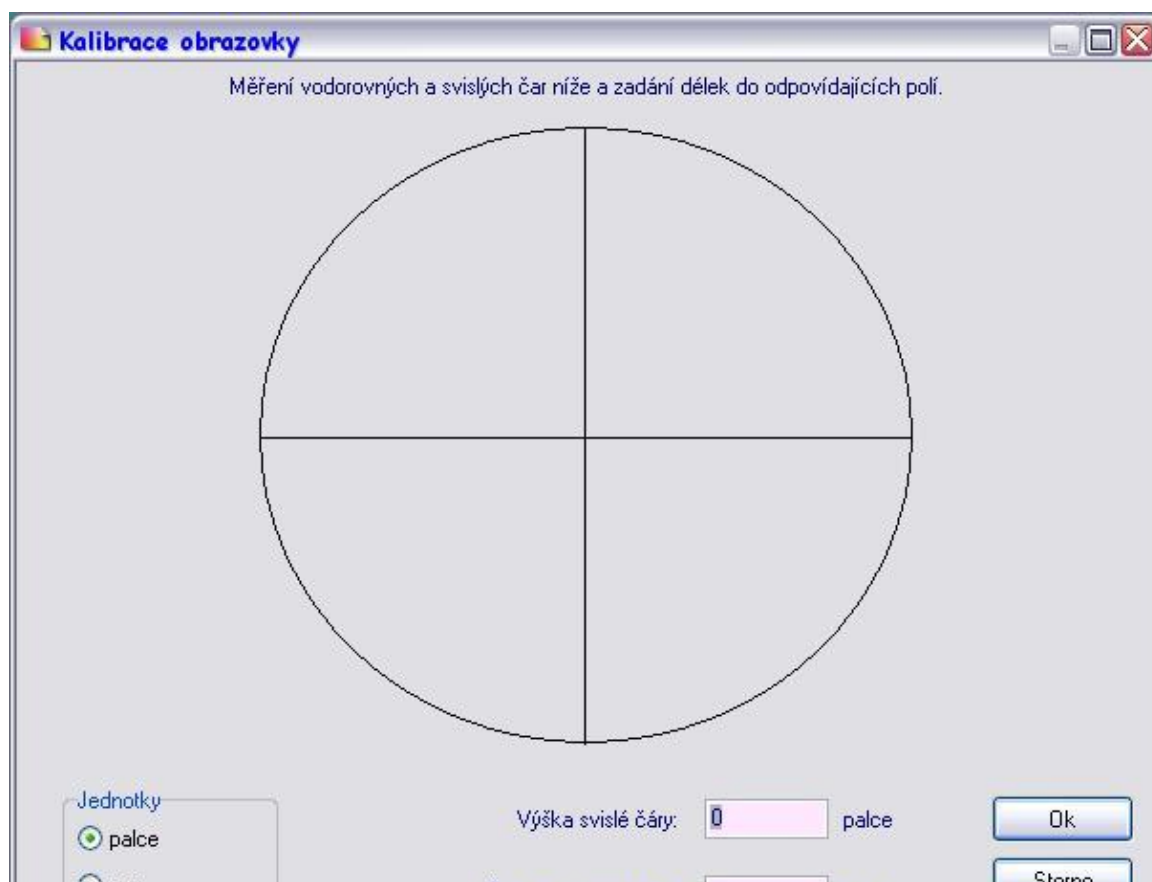 Kalibrace obrazovky
Měření vodorovných a svislých čar níže a zadání délek do odpovídajících polí.
Jednotky
palce
Výška svislé čáry:
0
palce
Ok
Storno